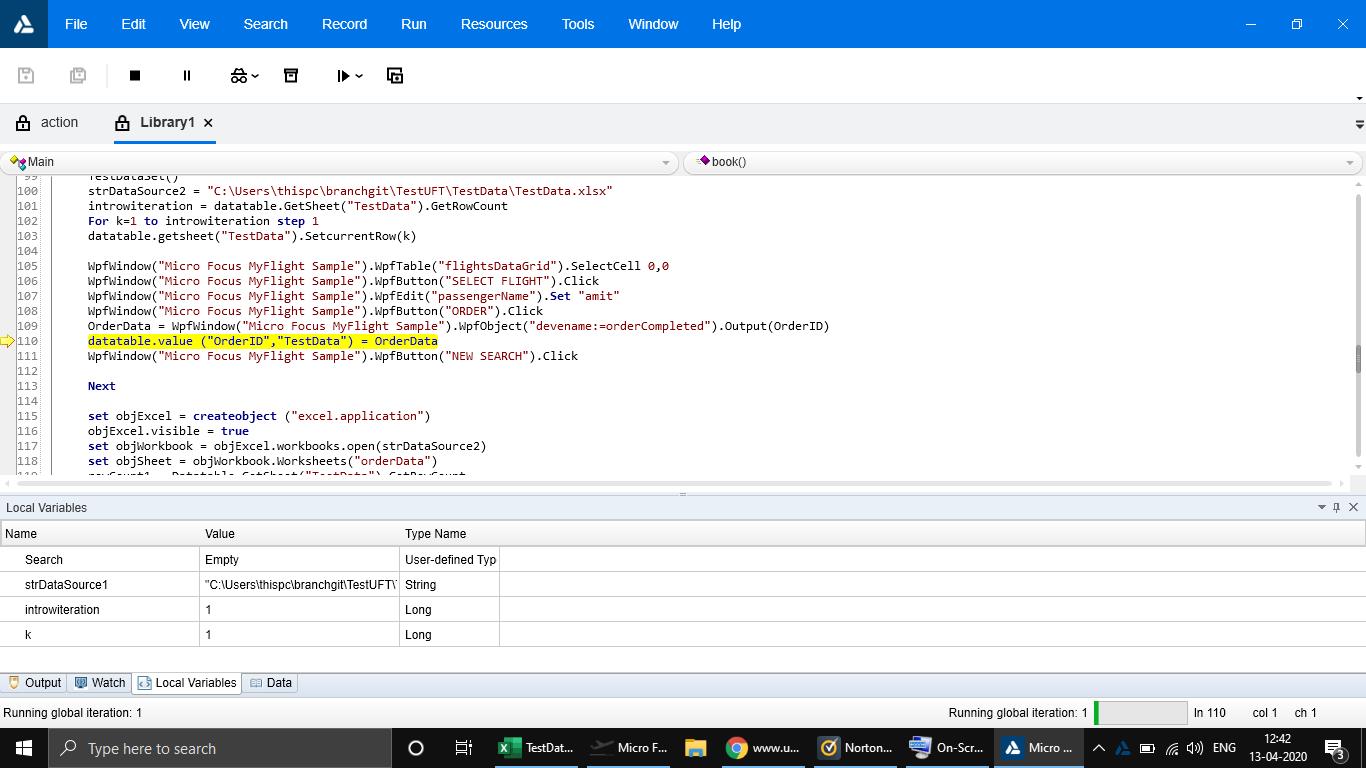 File Edit View Search Record Run Resources Tools Window Help
action Library1
Main book()
99 TestDataSet()
100 strDataSource2 = "C:\Users\thispc\branchgit\TestUFT\TestData\TestData.xlsx"
101 introwiteration = datatable.GetSheet("TestData").GetRowCount
102 For k=1 to introwiteration step 1
103 datatable.getsheet("TestData").SetcurrentRow(k)
104
105 WpfWindow("Micro Focus MyFlight Sample").WpfTable("flightsDataGrid").SelectCell 0,0
106 WpfWindow("Micro Focus MyFlight Sample").WpfButton("SELECT FLIGHT").Click
107 WpfWindow("Micro Focus MyFlight Sample").WpfEdit("passengerName").Set "amit"
108 WpfWindow("Micro Focus MyFlight Sample").WpfButton("ORDER").Click
109 OrderData = WpfWindow("Micro Focus MyFlight Sample").WpfObject("devename:=orderCompleted").Output(OrderID)
110 datatable.value ("OrderID","TestData") = OrderData
111 WpfWindow("Micro Focus MyFlight Sample").WpfButton("NEW SEARCH").Click
112
113 Next
114
115 set objExcel = createobject ("excel.application")
116 objExcel.visible = true
117 set objWorkbook = objExcel.workbooks.open(strDataSource2)
118 set objSheet = objWorkbook.Worksheets("orderData")
119 rowCount1 = Datatable.GetSheet("TestData").GetRowCount
Local Variables
Name Value Type Name
Search Empty User-defined Typ
strDataSource1 "C:\Users\thispc\branchgit\TestUFT\ String
introwiteration 1 Long
k 1 Long
Output Watch Local Variables Data
Running global iteration: 1 Running global iteration: 1 ln 110 col 1 ch 1
Type here to search TestDat... Micro F... www.u... Norton... On-Scr... Micro ... ENG 12:42
13-04-2020 3